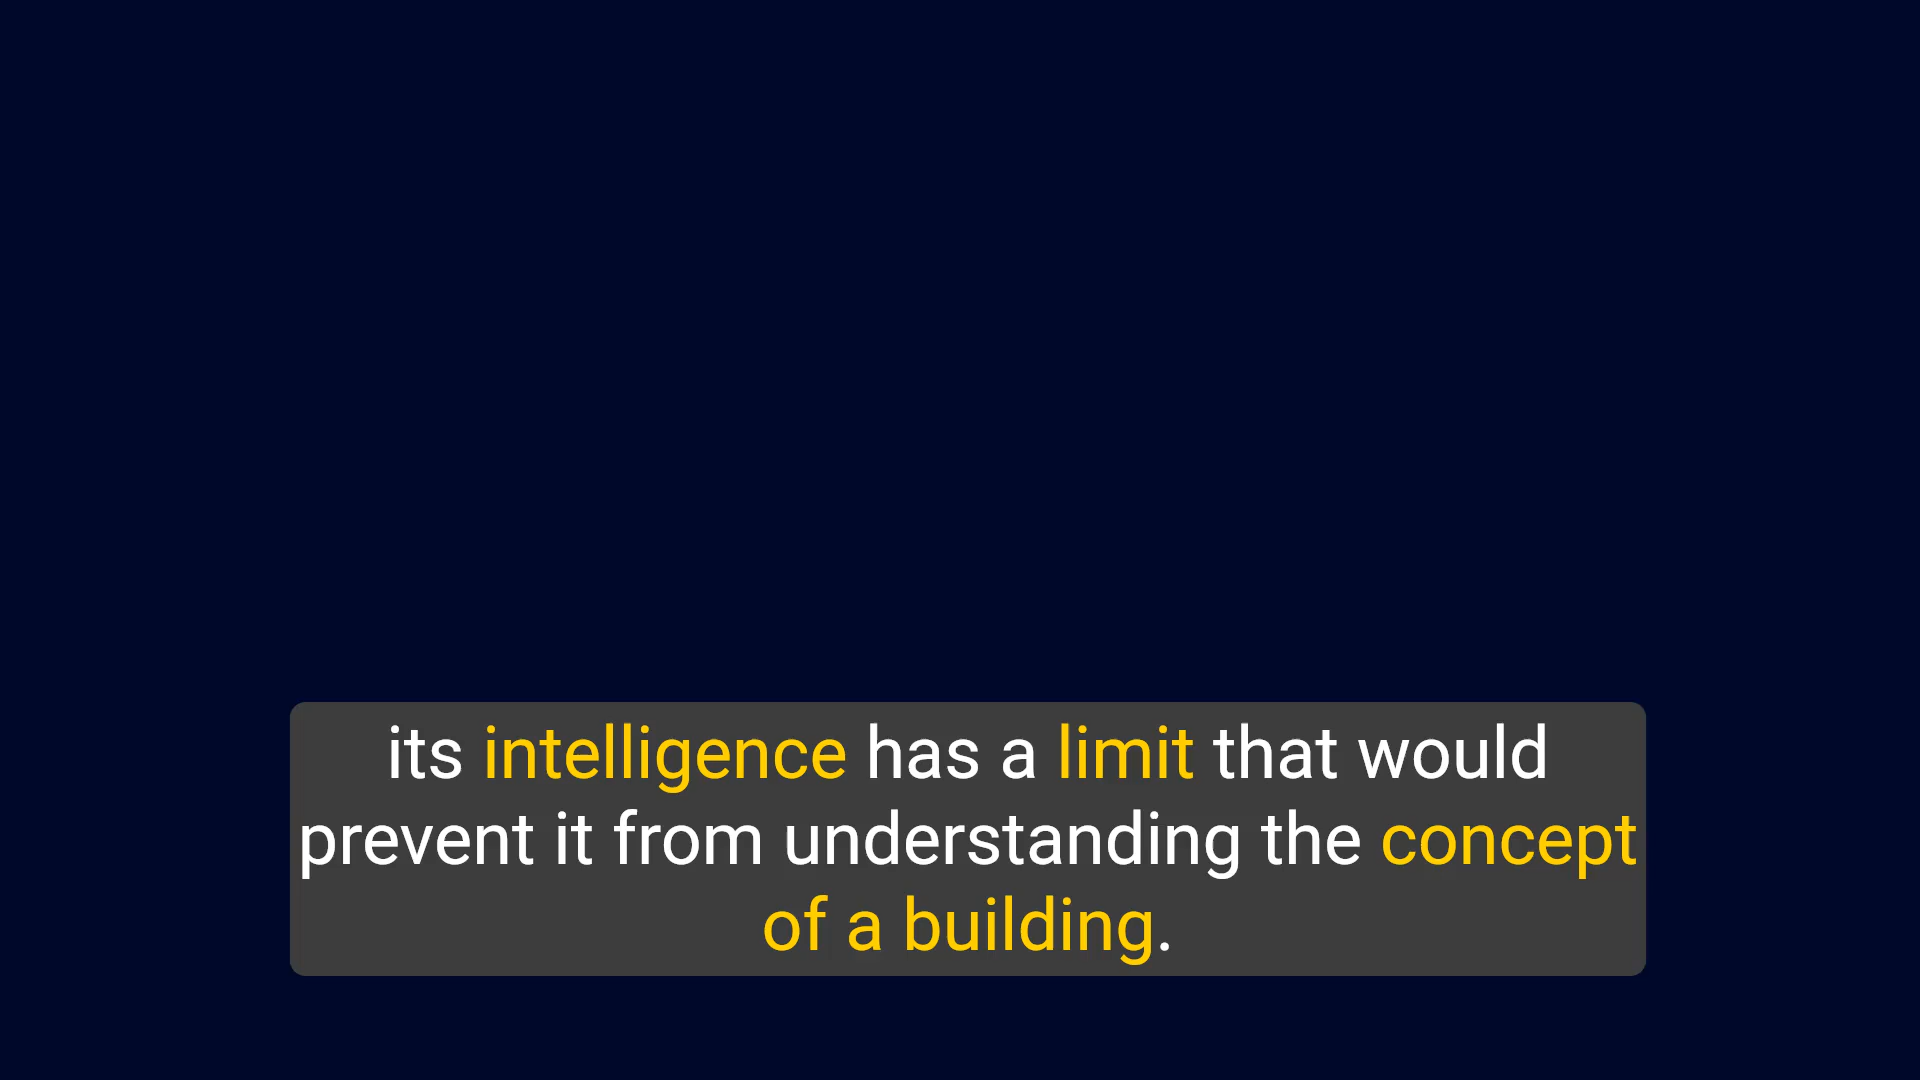 its intelligence has a limit that would
prevent it from understanding the concept
of a building.